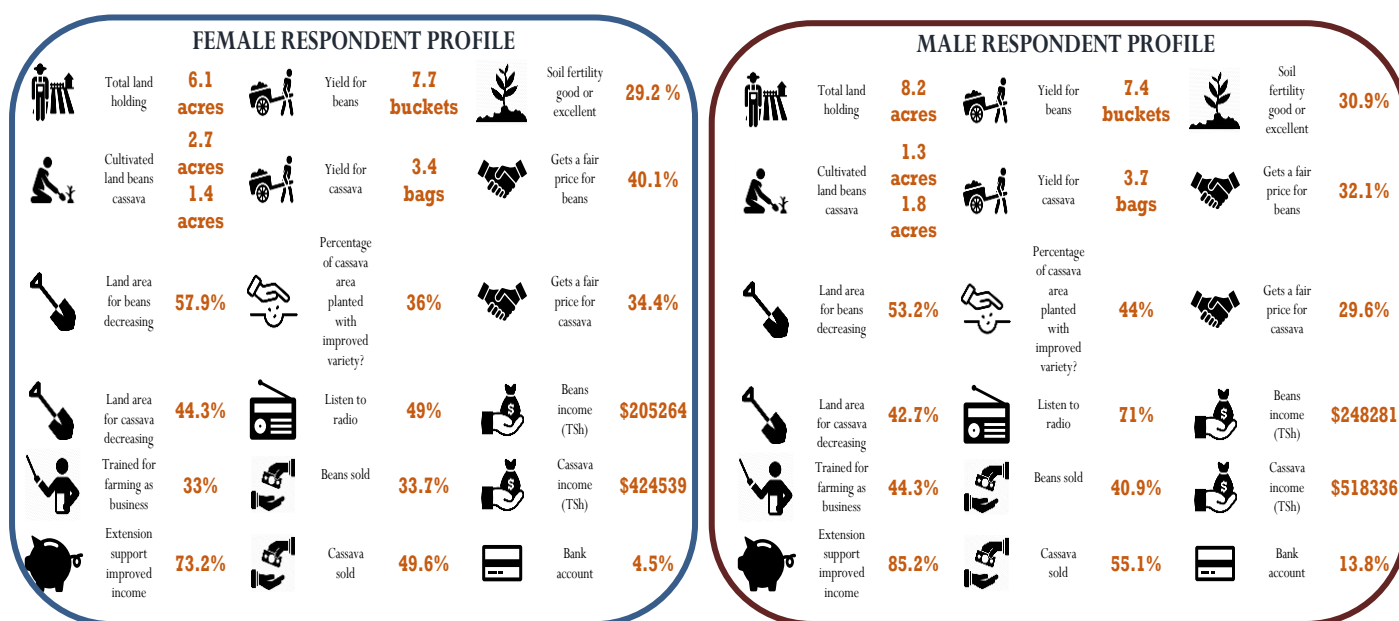 FEMALE RESPONDENT PROFILE
Total land
holding
6.1
acres
Yield for
beans
7.7
buckets
Soil fertility
good or
excellent
29.2 %
Cultivated
land beans
cassava
2.7
acres
1.4
acres
Yield for
cassava
3.4
bags
Gets a fair
price for
beans
40.1%
Land area
for beans
decreasing
57.9%
Percentage
of cassava
area
planted
with
improved
variety?
36%
Gets a fair
price for
cassava
34.4%
Land area
for cassava
decreasing
44.3%
Listen to
radio
49%
Beans
income
(TSh)
$205264
Trained for
farming as
business
33%
Beans sold
33.7%
Cassava
income
(TSh)
$424539
Extension
support
improved
income
73.2%
Cassava
sold
49.6%
Bank
account
4.5%
MALE RESPONDENT PROFILE
Total land
holding
8.2
acres
Yield for
beans
7.4
buckets
Soil
fertility
good or
excellent
30.9%
Cultivated
land beans
cassava
1.3
acres
1.8
acres
Yield for
cassava
3.7
bags
Gets a fair
price for
beans
32.1%
Land area
for beans
decreasing
53.2%
Percentage
of cassava
area
planted
with
improved
variety?
44%
Gets a fair
price for
cassava
29.6%
Land area
for cassava
decreasing
42.7%
Listen to
radio
71%
Beans
income
(TSh)
$248281
Trained for
farming as
business
44.3%
Beans sold
40.9%
Cassava
income
(TSh)
$518336
Extension
support
improved
income
85.2%
Cassava
sold
55.1%
Bank
account
13.8%